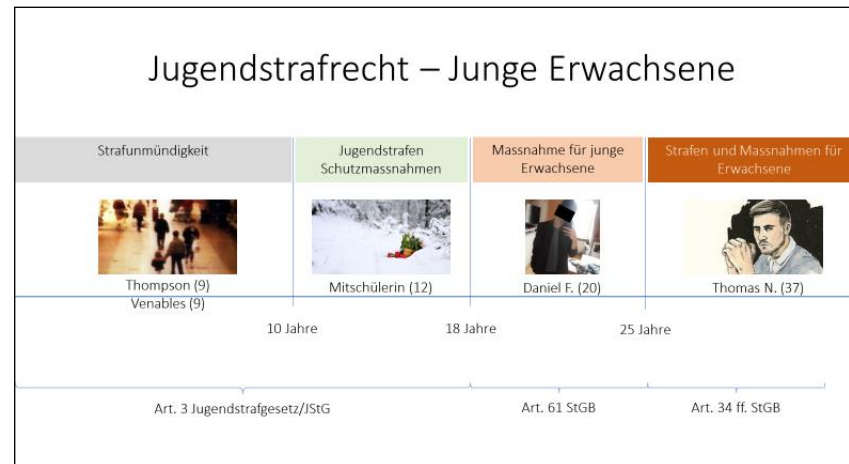 Jugendstrafrecht – Junge Erwachsene
Strafunmündigkeit
Jugendstrafen
Schutzmassnahmen
Massnahme für junge
Erwachsene
Strafen und Massnahmen für
Erwachsene
Thompson (9)
Venables (9)
Mitschülerin (12)
Daniel F. (20)
Thomas N. (37)
10 Jahre
18 Jahre
25 Jahre
Art. 3 Jugendstrafgesetz/JStG
Art. 61 StGB
Art. 34 ff. StGB